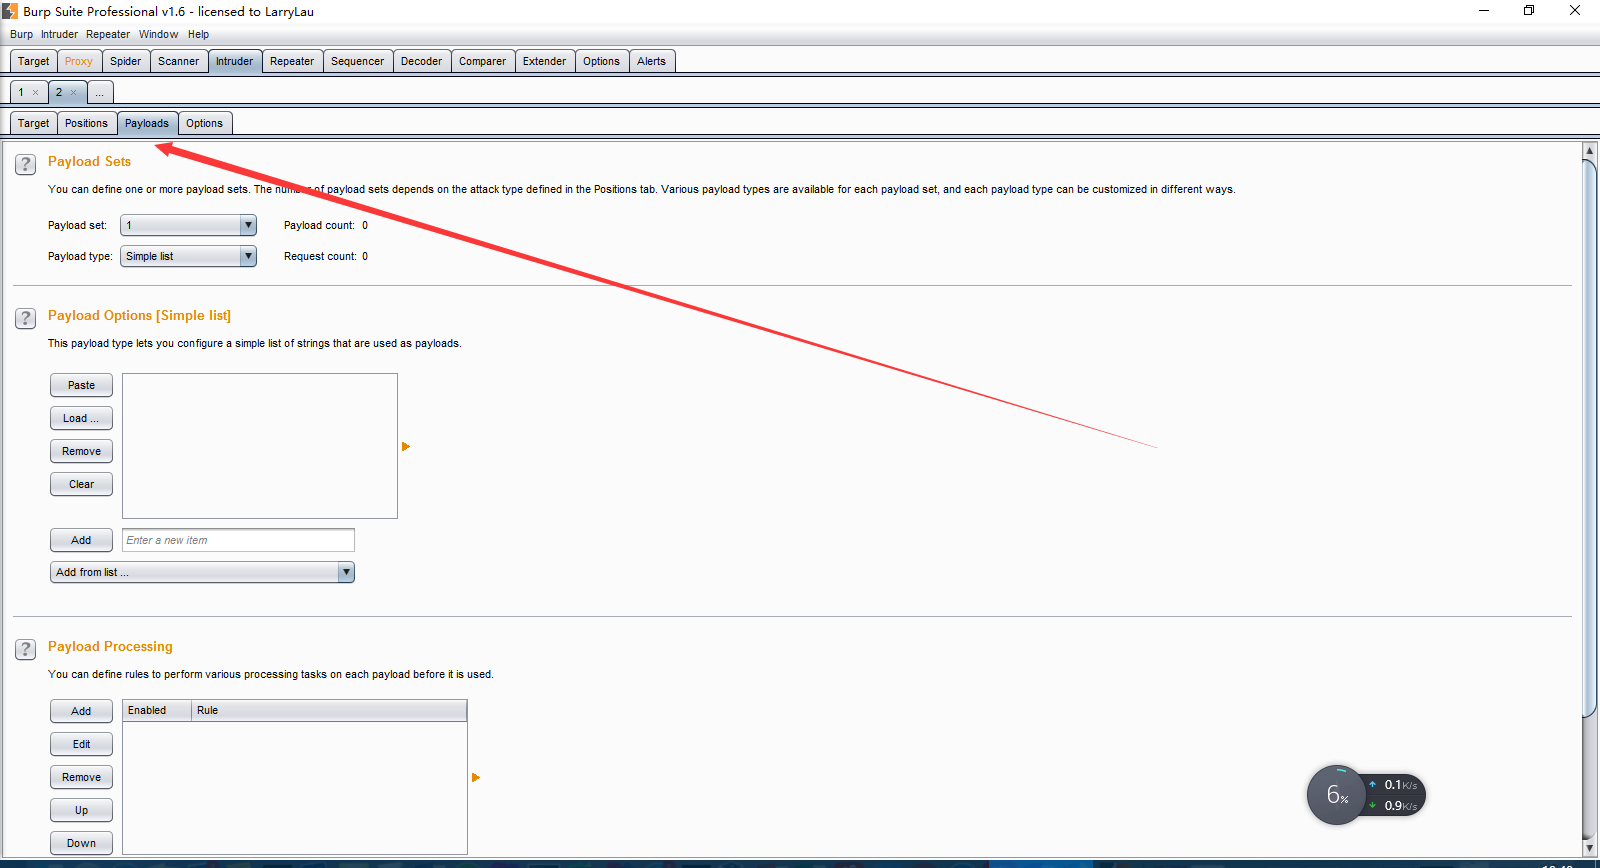 Burp Suite Professional v1.6 - licensed to LarryLau
Burp Intruder Repeater Window Help
Target Proxy Spider Scanner Intruder Repeater Sequencer Decoder Comparer Extender Options Alerts
1 × 2 × ...
Target Positions Payloads Options
? Payload Sets
You can define one or more payload sets. The number of payload sets depends on the attack type defined in the Positions tab. Various payload types are available for each payload set, and each payload type can be customized in different ways.
Payload set: 1 Payload count: 0
Payload type: Simple list Request count: 0
? Payload Options [Simple list]
This payload type lets you configure a simple list of strings that are used as payloads.
Paste
Load ...
Remove
Clear
Add Enter a new item
Add from list ...
? Payload Processing
You can define rules to perform various processing tasks on each payload before it is used.
Add Enabled Rule
Edit
Remove
Up
Down
6% 0.1K/s
0.9K/s